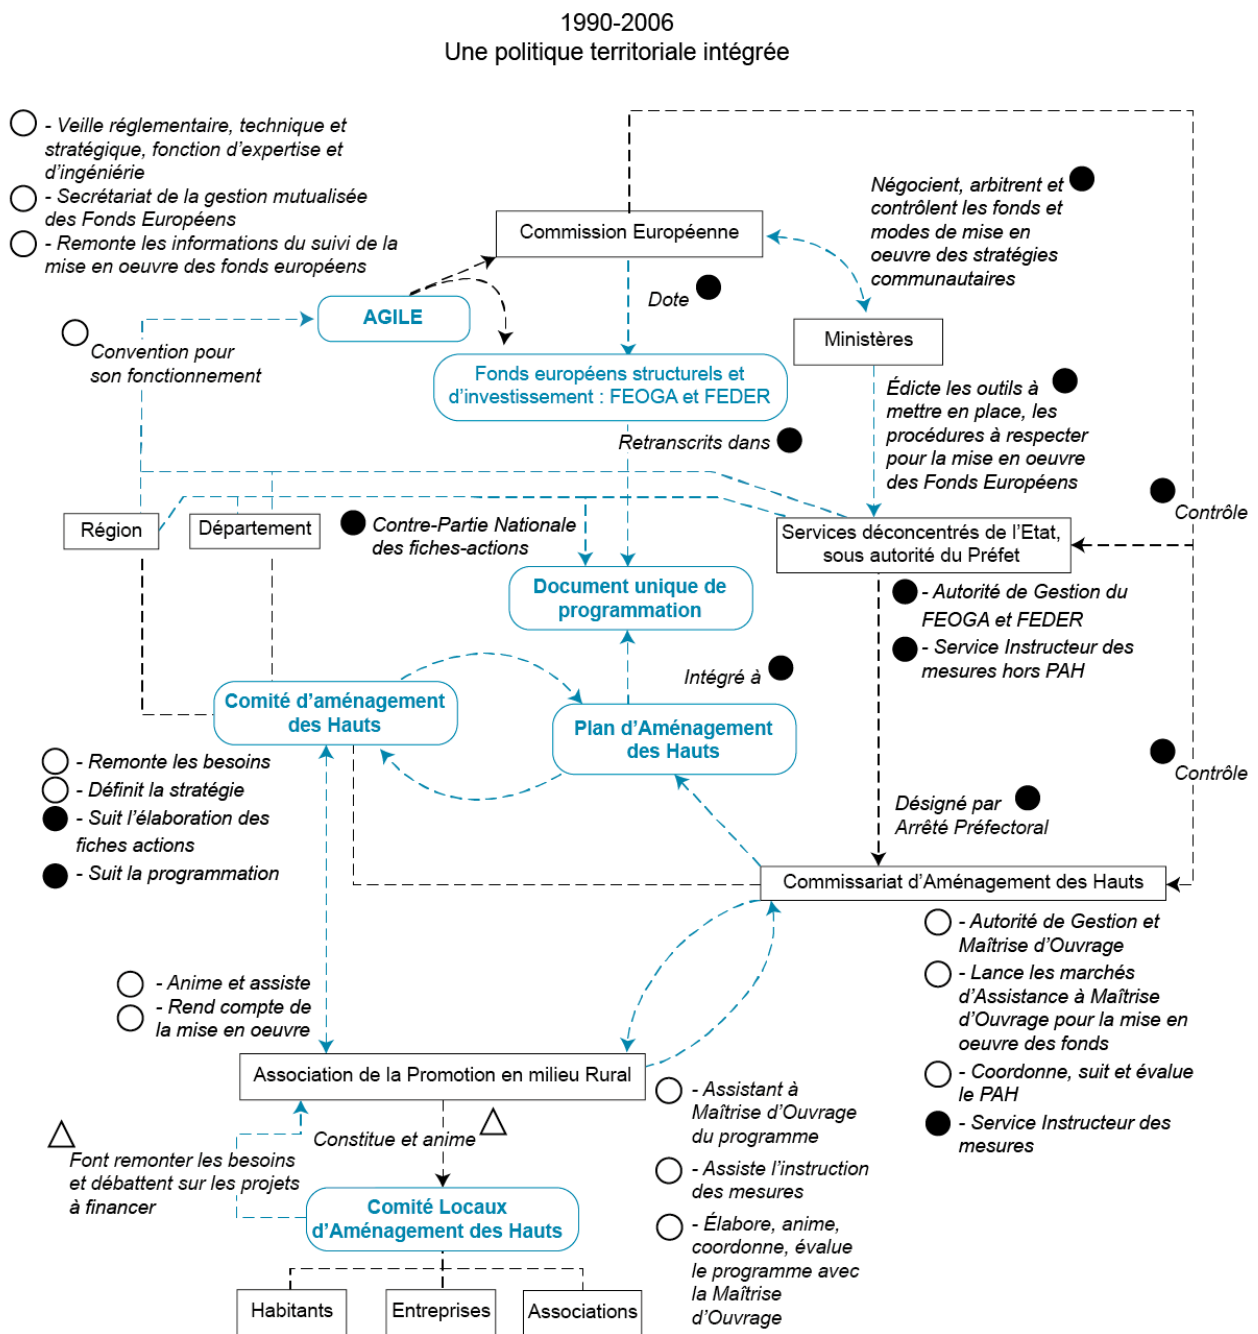 1990-2006
Une politique territoriale intégrée
- Veille réglementaire, technique et
stratégique, fonction d'expertise et
d'ingéniérie
- Secrétariat de la gestion mutualisée
des Fonds Européens
- Remonte les informations du suivi de la
mise en oeuvre des fonds européens
Négocient, arbitrent et
contrôlent les fonds et
modes de mise en
oeuvre des stratégies
communautaires
Commission Européenne
Dote
AGILE
Convention pour
son fonctionnement
Ministères
Fonds européens structurels et
d'investissement : FEOGA et FEDER
Édicte les outils à
mettre en place, les
procédures à respecter
pour la mise en oeuvre
des Fonds Européens
Retranscrits dans
Contrôle
Région
Département
Contre-Partie Nationale
des fiches-actions
Services déconcentrés de l'Etat,
sous autorité du Préfet
Document unique de
programmation
- Autorité de Gestion du
FEOGA et FEDER
- Service Instructeur des
mesures hors PAH
Intégré à
Comité d'aménagement
des Hauts
Plan d'Aménagement
des Hauts
- Remonte les besoins
- Définit la stratégie
- Suit l'élaboration des
fiches actions
- Suit la programmation
Contrôle
Désigné par
Arrêté Préfectoral
Commissariat d'Aménagement des Hauts
- Autorité de Gestion et
Maîtrise d'Ouvrage
- Lance les marchés
d'Assistance à Maîtrise
d'Ouvrage pour la mise en
oeuvre des fonds
- Coordonne, suit et évalue
le PAH
- Service Instructeur des
mesures
- Anime et assiste
- Rend compte de
la mise en oeuvre
Association de la Promotion en milieu Rural
- Assistant à
Maîtrise d'Ouvrage
du programme
- Assiste l'instruction
des mesures
- Élabore, anime,
coordonne, évalue
le programme avec
la Maîtrise
d'Ouvrage
Constitue et anime
Font remonter les besoins
et débattent sur les projets
à financer
Comité Locaux
d'Aménagement des Hauts
Habitants
Entreprises
Associations